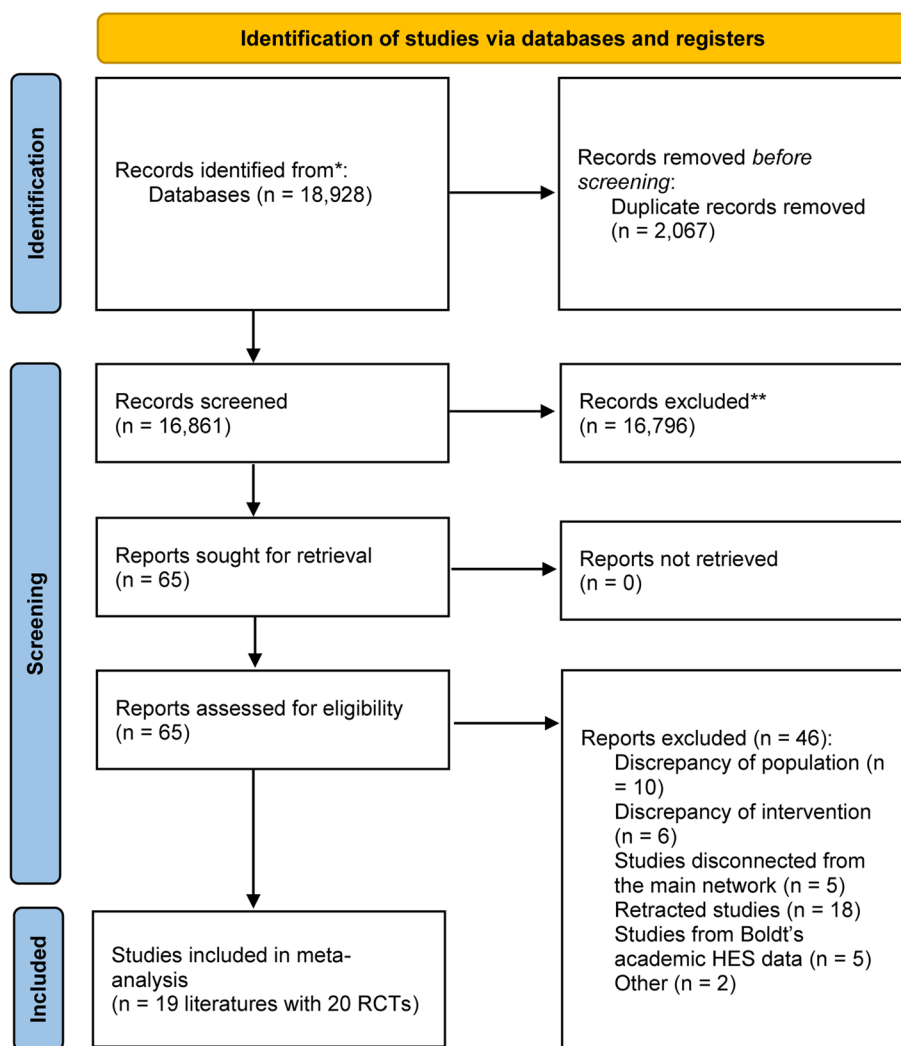 Identification of studies via databases and registers
Identification
Records identified from*:
Databases (n = 18,928)
Records removed before
screening:
Duplicate records removed
(n = 2,067)
Screening
Records screened
(n = 16,861)
Records excluded**
(n = 16,796)
Reports sought for retrieval
(n = 65)
Reports not retrieved
(n = 0)
Reports assessed for eligibility
(n = 65)
Reports excluded (n = 46):
Discrepancy of population (n
= 10)
Discrepancy of intervention
(n = 6)
Studies disconnected from
the main network (n = 5)
Retracted studies (n = 18)
Studies from Boldt's
academic HES data (n = 5)
Other (n = 2)
Included
Studies included in meta-
analysis
(n = 19 literatures with 20 RCTs)